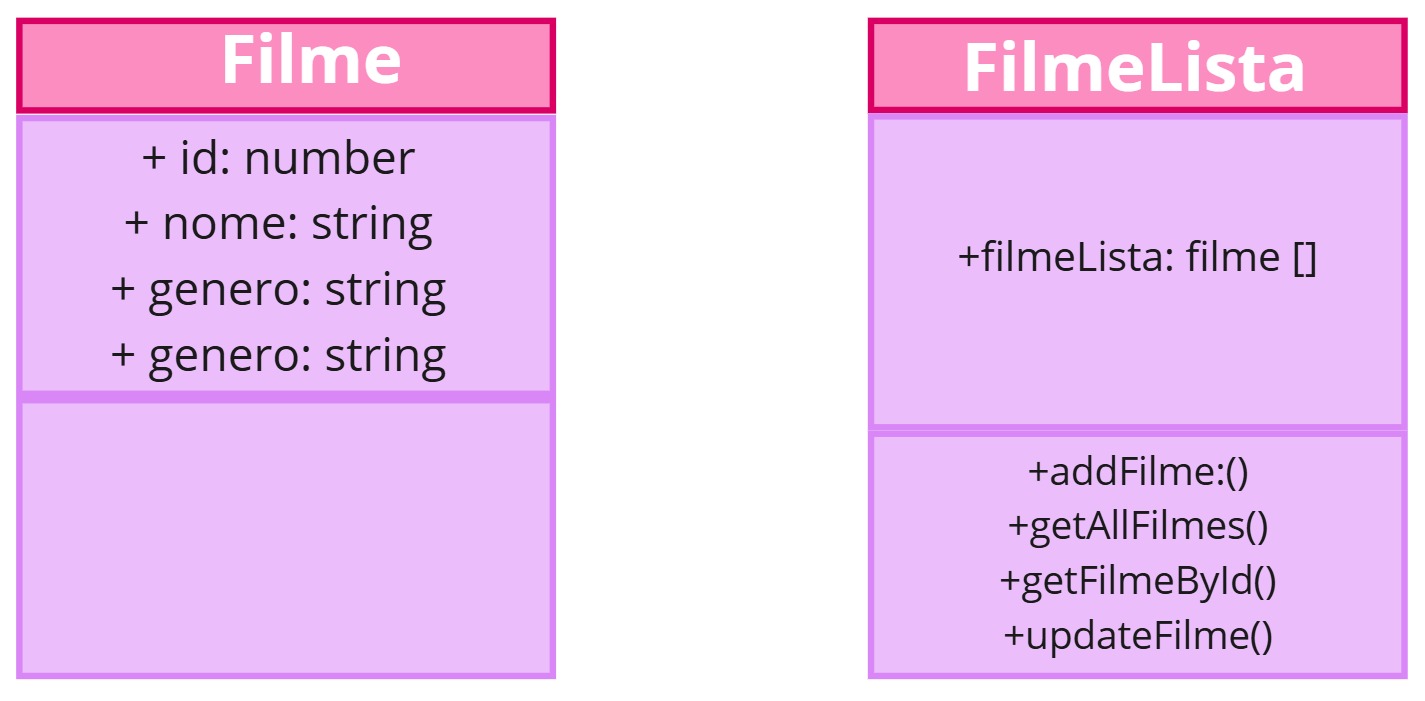 Filme
+ id: number
+ nome: string
+ genero: string
+ genero: string
FilmeLista
+filmeLista: filme []
+addFilme:()
+getAllFilmes()
+getFilmeById()
+updateFilme()